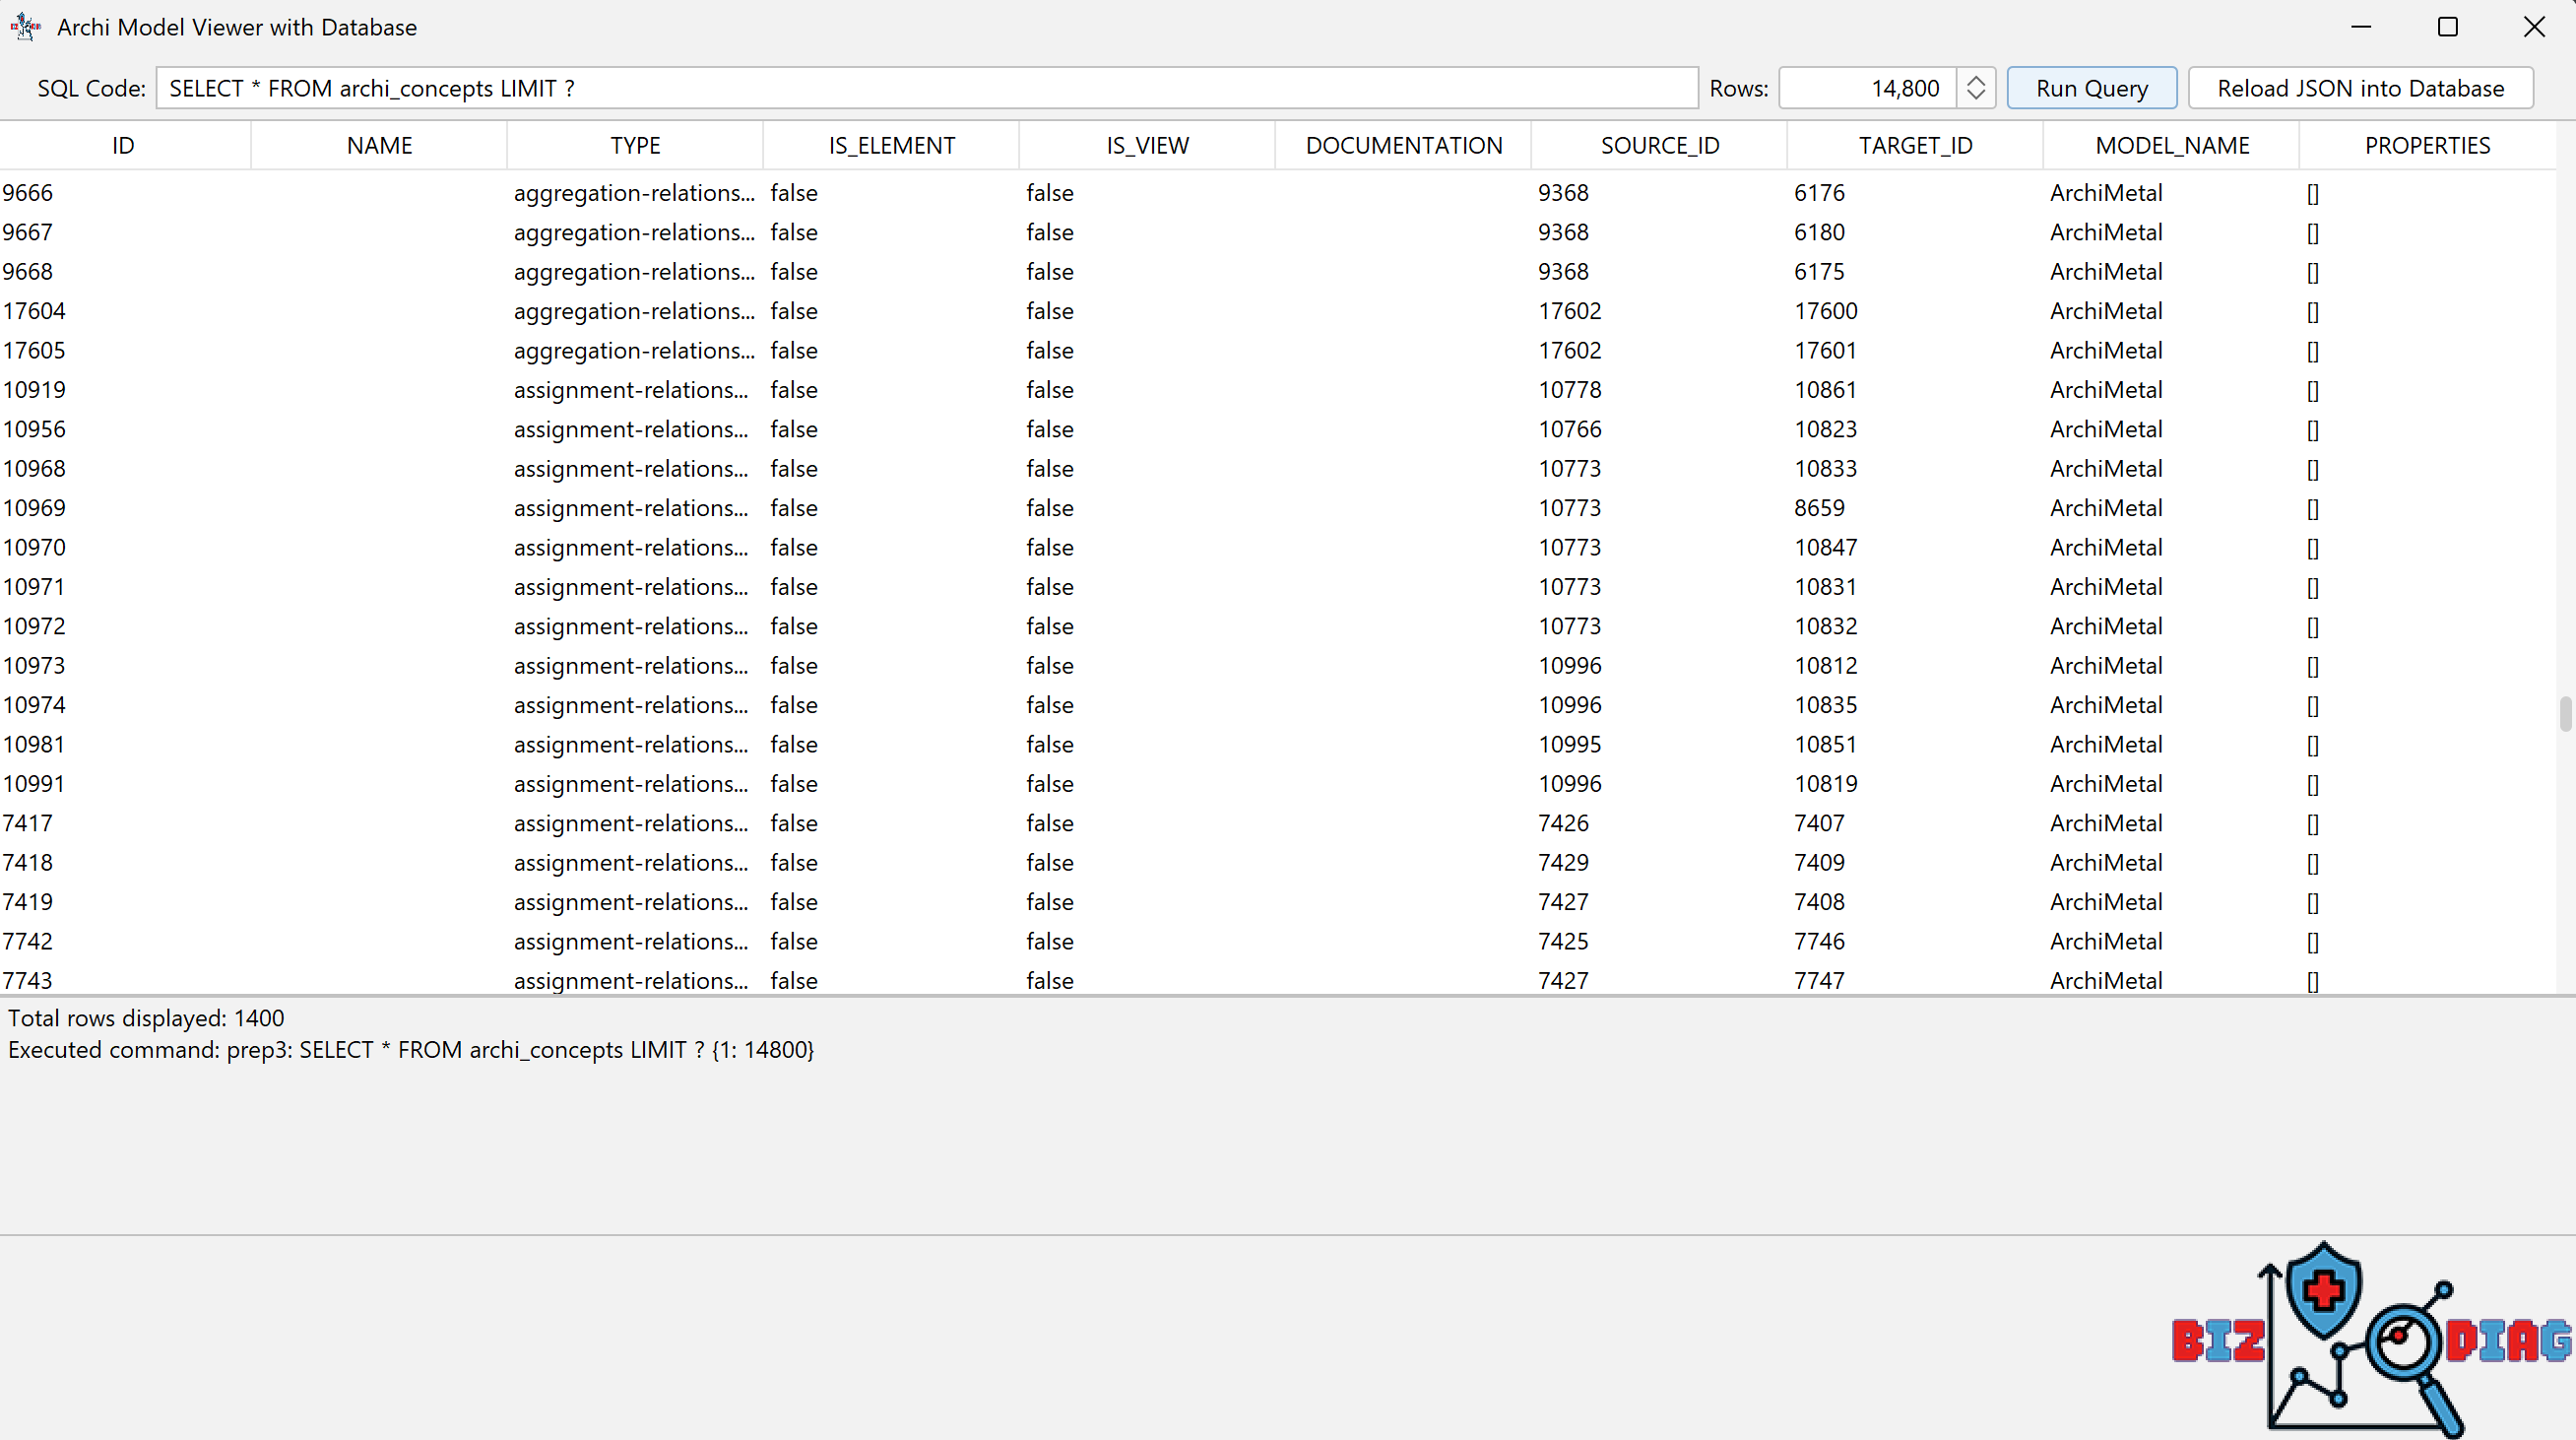 Archi Model Viewer with Database
SQL Code: SELECT * FROM archi_concepts LIMIT ? Rows: 14,800 Run Query Reload JSON into Database
ID NAME TYPE IS_ELEMENT IS_VIEW DOCUMENTATION SOURCE_ID TARGET_ID MODEL_NAME PROPERTIES
9666 aggregation-relations... false false 9368 6176 ArchiMetal []
9667 aggregation-relations... false false 9368 6180 ArchiMetal []
9668 aggregation-relations... false false 9368 6175 ArchiMetal []
17604 aggregation-relations... false false 17602 17600 ArchiMetal []
17605 aggregation-relations... false false 17602 17601 ArchiMetal []
10919 assignment-relations... false false 10778 10861 ArchiMetal []
10956 assignment-relations... false false 10766 10823 ArchiMetal []
10968 assignment-relations... false false 10773 10833 ArchiMetal []
10969 assignment-relations... false false 10773 8659 ArchiMetal []
10970 assignment-relations... false false 10773 10847 ArchiMetal []
10971 assignment-relations... false false 10773 10831 ArchiMetal []
10972 assignment-relations... false false 10773 10832 ArchiMetal []
10973 assignment-relations... false false 10996 10812 ArchiMetal []
10974 assignment-relations... false false 10996 10835 ArchiMetal []
10981 assignment-relations... false false 10995 10851 ArchiMetal []
10991 assignment-relations... false false 10996 10819 ArchiMetal []
7417 assignment-relations... false false 7426 7407 ArchiMetal []
7418 assignment-relations... false false 7429 7409 ArchiMetal []
7419 assignment-relations... false false 7427 7408 ArchiMetal []
7742 assignment-relations... false false 7425 7746 ArchiMetal []
7743 assignment-relations... false false 7427 7747 ArchiMetal []
Total rows displayed: 1400
Executed command: prep3: SELECT * FROM archi_concepts LIMIT ? {1: 14800}
BIZ DIAG